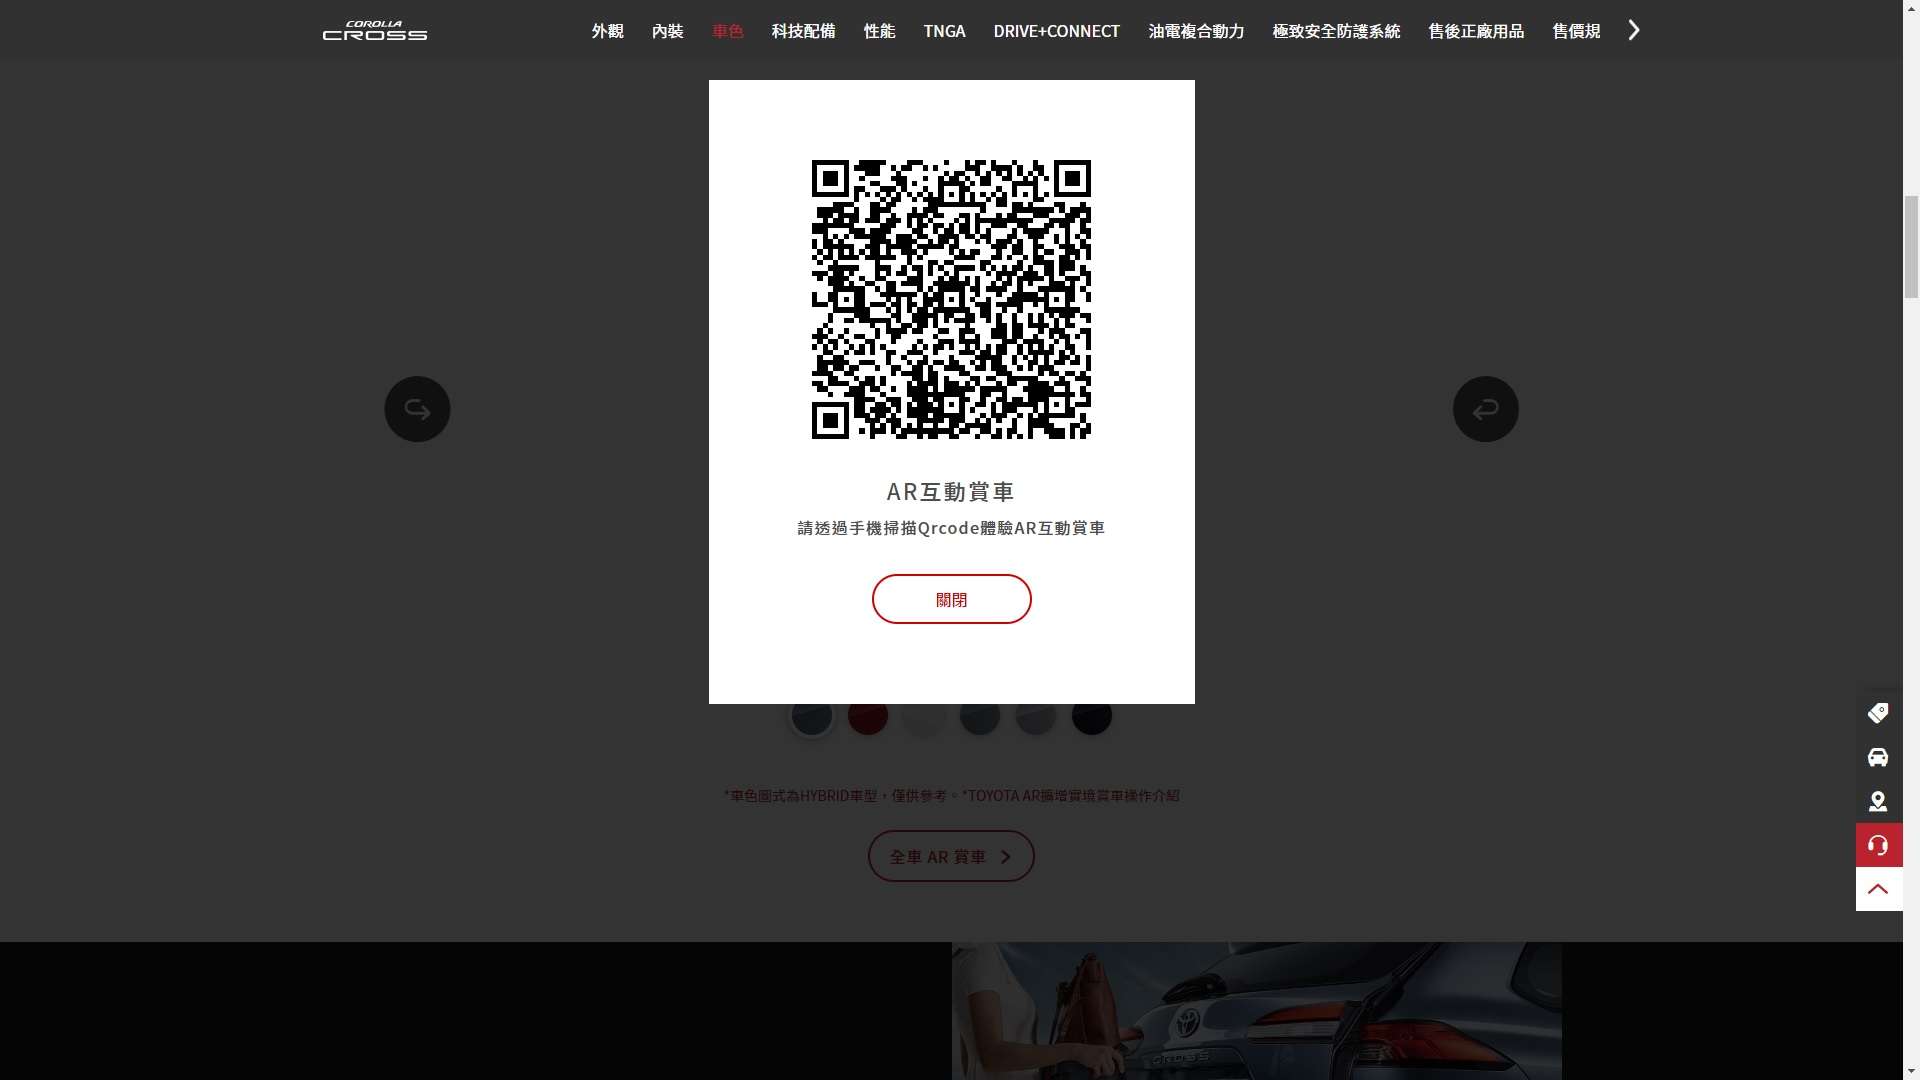 COROLLA
CROSS
外觀 內裝 車色 科技配備 性能 TNGA DRIVE+CONNECT 油電複合動力 極致安全防護系統 售後正廠用品 售價規
AR互動賞車
請透過手機掃描Qrcode體驗AR互動賞車
關閉
*車色圖式為HYBRID車型，僅供參考。*TOYOTA AR擴增實境賞車操作介紹
全車 AR 賞車
CROSS